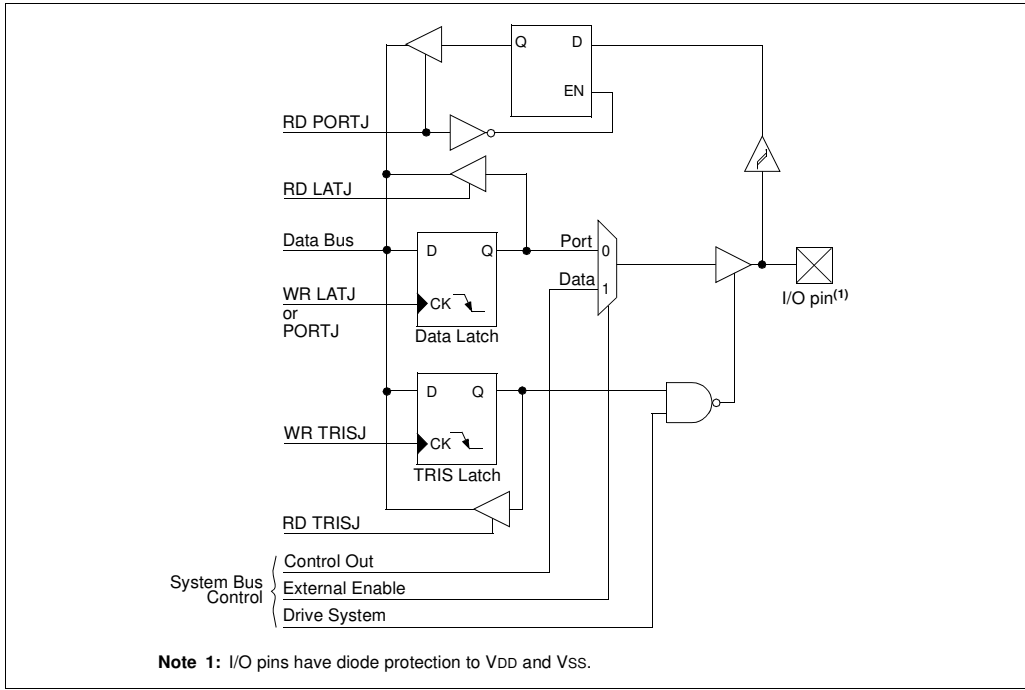 Q D
EN
RD PORTJ
RD LATJ
Data Bus
D Q
Port
0
Data
1
I/O pin(1)
WR LATJ
or
PORTJ
CK
Data Latch
D Q
WR TRISJ
CK
TRIS Latch
RD TRISJ
System Bus
Control
Control Out
External Enable
Drive System
Note 1: I/O pins have diode protection to VDD and VSS.